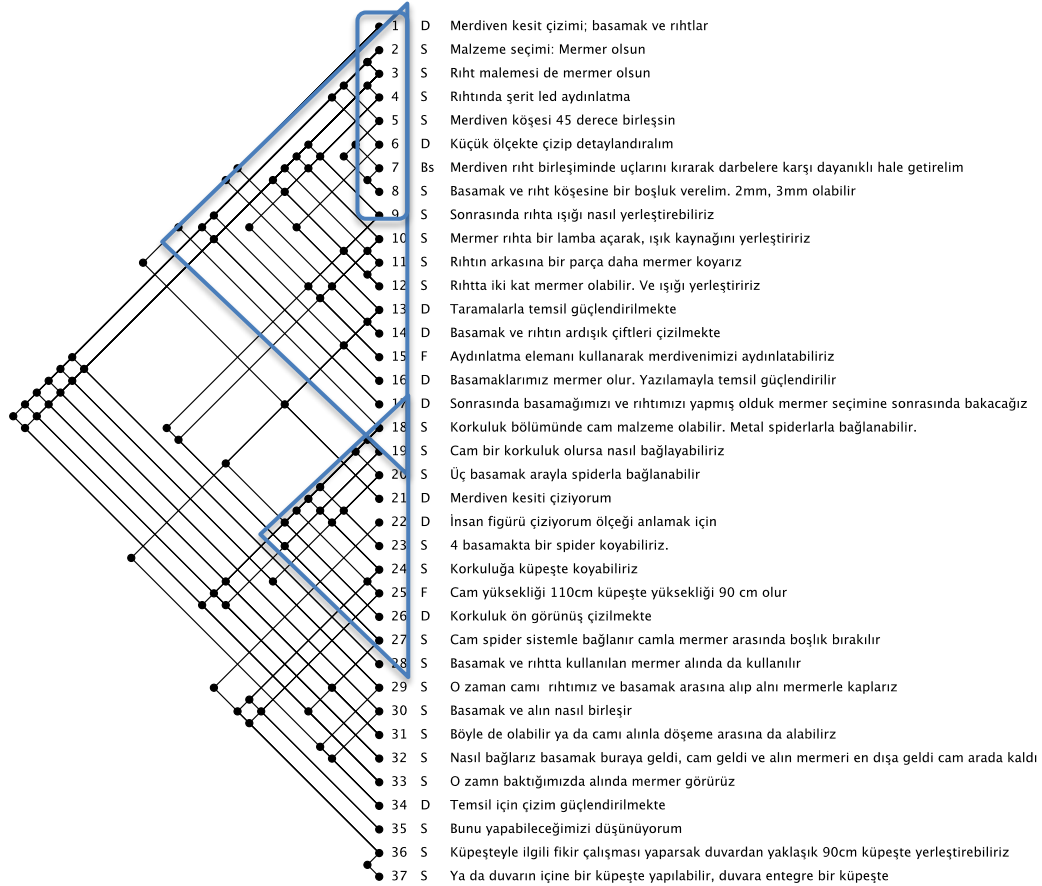 1 D Merdiven kesit çizimi; basamak ve rıhtlar
2 S Malzeme seçimi: Mermer olsun
3 S Rıht malemesi de mermer olsun
4 S Rıhtında şerit led aydınlatma
5 S Merdiven köşesi 45 derece birleşsin
6 D Küçük ölçekte çizip detaylandıralım
7 Bs Merdiven rıht birleşiminde uçlarını kırarak darbelere karşı dayanıklı hale getirelim
8 S Basamak ve rıht köşesine bir boşluk verelim. 2mm, 3mm olabilir
9 S Sonrasında rıhta ışığı nasıl yerleştirebiliriz
10 S Mermer rıhta bir lamba açarak, ışık kaynağını yerleştiririz
11 S Rıhtın arkasına bir parça daha mermer koyarız
12 S Rıhtta iki kat mermer olabilir. Ve ışığı yerleştiririz
13 D Taramalarla temsil güçlendirilmekte
14 D Basamak ve rıhtın ardışık çiftleri çizilmekte
15 F Aydınlatma elemanı kullanarak merdivenimizi aydınlatabiliriz
16 D Basamaklarımız mermer olur. Yazılamayla temsil güçlendirilir
17 D Sonrasında basamağımızı ve rıhtımızı yapmış olduk mermer seçimine sonrasında bakacağız
18 S Korkuluk bölümünde cam malzeme olabilir. Metal spiderlarla bağlanabilir.
19 S Cam bir korkuluk olursa nasıl bağlayabiliriz
20 S Üç basamak arayla spiderla bağlanabilir
21 D Merdiven kesiti çiziyorum
22 D İnsan figürü çiziyorum ölçeği anlamak için
23 S 4 basamakta bir spider koyabiliriz.
24 S Korkuluğa küpeşte koyabiliriz
25 F Cam yüksekliği 110cm küpeşte yüksekliği 90 cm olur
26 D Korkuluk ön görünüş çizilmekte
27 S Cam spider sistemle bağlanır camla mermer arasında boşlık bırakılır
28 S Basamak ve rıhtta kullanılan mermer alında da kullanılır
29 S O zaman camı rıhtımız ve basamak arasına alıp alnı mermerle kaplarız
30 S Basamak ve alın nasıl birleşir
31 S Böyle de olabilir ya da camı alınla döşeme arasına da alabilirz
32 S Nasıl bağlarız basamak buraya geldi, cam geldi ve alın mermeri en dışa geldi cam arada kaldı
33 S O zamn baktığımızda alında mermer görürüz
34 D Temsil için çizim güçlendirilmekte
35 S Bunu yapabileceğimizi düşünüyorum
36 S Küpeşteyle ilgili fikir çalışması yaparsak duvardan yaklaşık 90cm küpeşte yerleştirebiliriz
37 S Ya da duvarın içine bir küpeşte yapılabilir, duvara entegre bir küpeşte